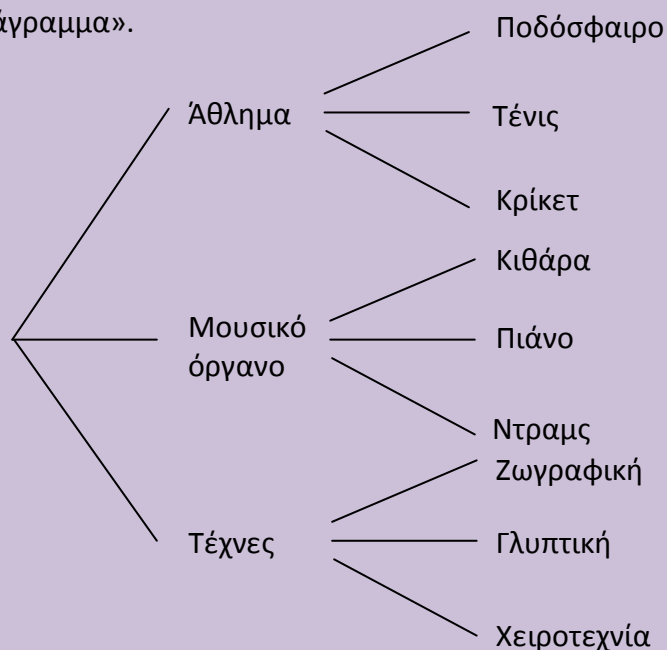 άγραμμα».
Ποδόσφαιρο
Άθλημα
Τένις
Κρίκετ
Κιθάρα
Μουσικό
όργανο
Πιάνο
Ντραμς
Ζωγραφική
Τέχνες
Γλυπτική
Χειροτεχνία